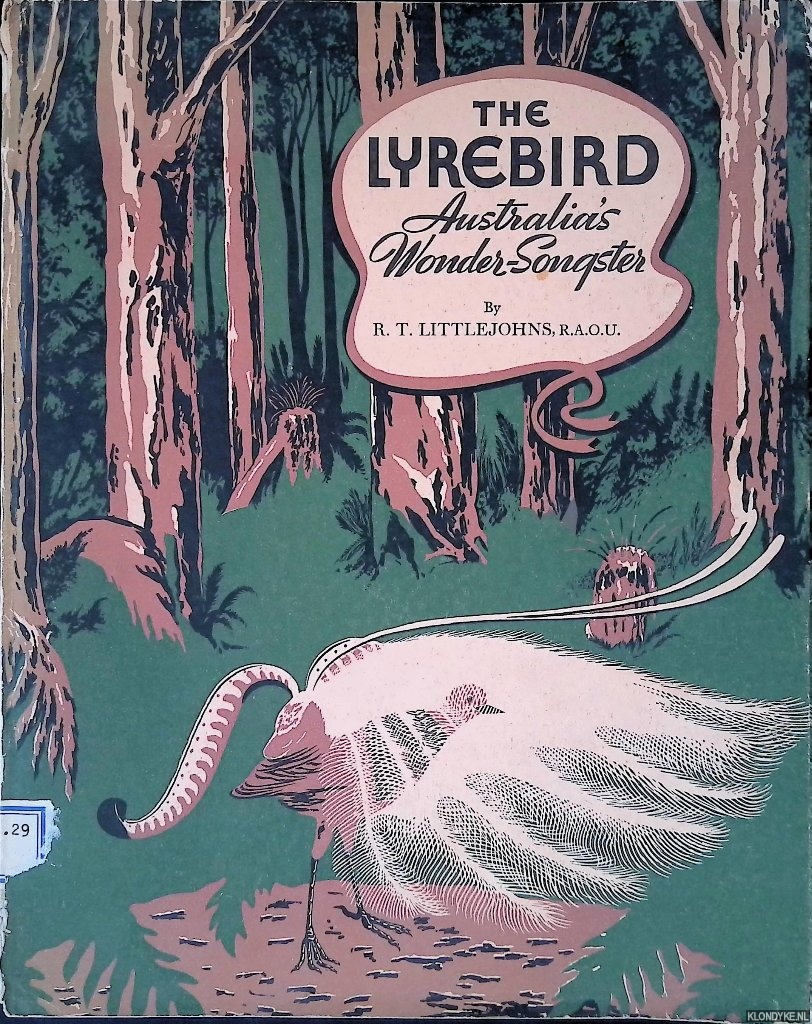 THE
LYREBIRD
Australia's
Wonder-Songster
By
R. T. LITTLEJOHNS, R.A.O.U.
.29
KLONDYKE.NL